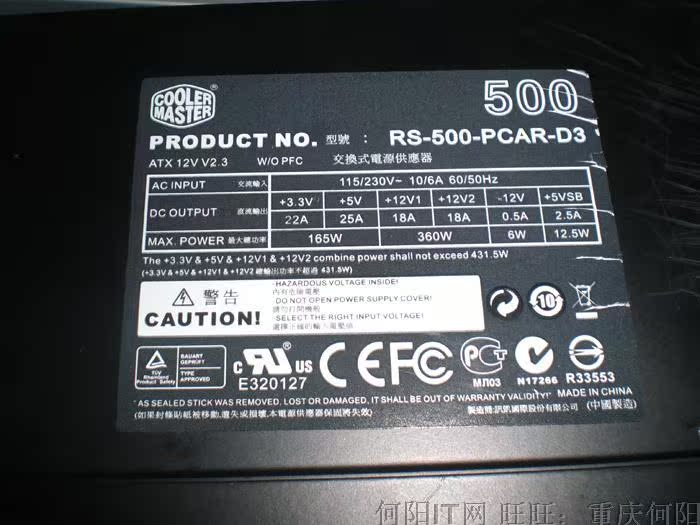 COOLER MASTER ® 500
PRODUCT NO. 型號 : RS-500-PCAR-D3
ATX 12V V2.3 W/O PFC 交換式電源供應器
AC INPUT 交流輸入 115/230V~ 10/6A 60/50Hz
DC OUTPUT 直流輸出 +3.3V +5V +12V1 +12V2 -12V +5VSB
22A 25A 18A 18A 0.5A 2.5A
MAX. POWER 最大總功率 165W 360W 6W 12.5W
The +3.3V & +5V & +12V1 & +12V2 combine power shall not exceed 431.5W
(+3.3V & +5V & +12V1 & +12V2 總輸出功率不超過 431.5W)
警告
CAUTION!
·HAZARDOUS VOLTAGE INSIDE!
內有危險電壓
·DO NOT OPEN POWER SUPPLY COVER!
請勿打開機殼
·SELECT THE RIGHT INPUT VOLTAGE!
選擇正確的輸入電壓值
10
TÜV Rheinland Product Safety
BAUART GEPRÜFT
TYPE APPROVED
c RU ® US
E320127
CE FC
PCT
МЛ03
N17266
R33553
* AS SEALED STICK WAS REMOVED, LOST OR DAMAGED, IT SHALL BE OUT OF WARRANTY VALIDITY* MADE IN CHINA
(如果封條貼紙被移動,遺失或損壞,本電源供應器保固將失效) 製造商:訊凱國際股份有限公司 (中國製造)
何阳IT网 旺旺: 重庆何阳